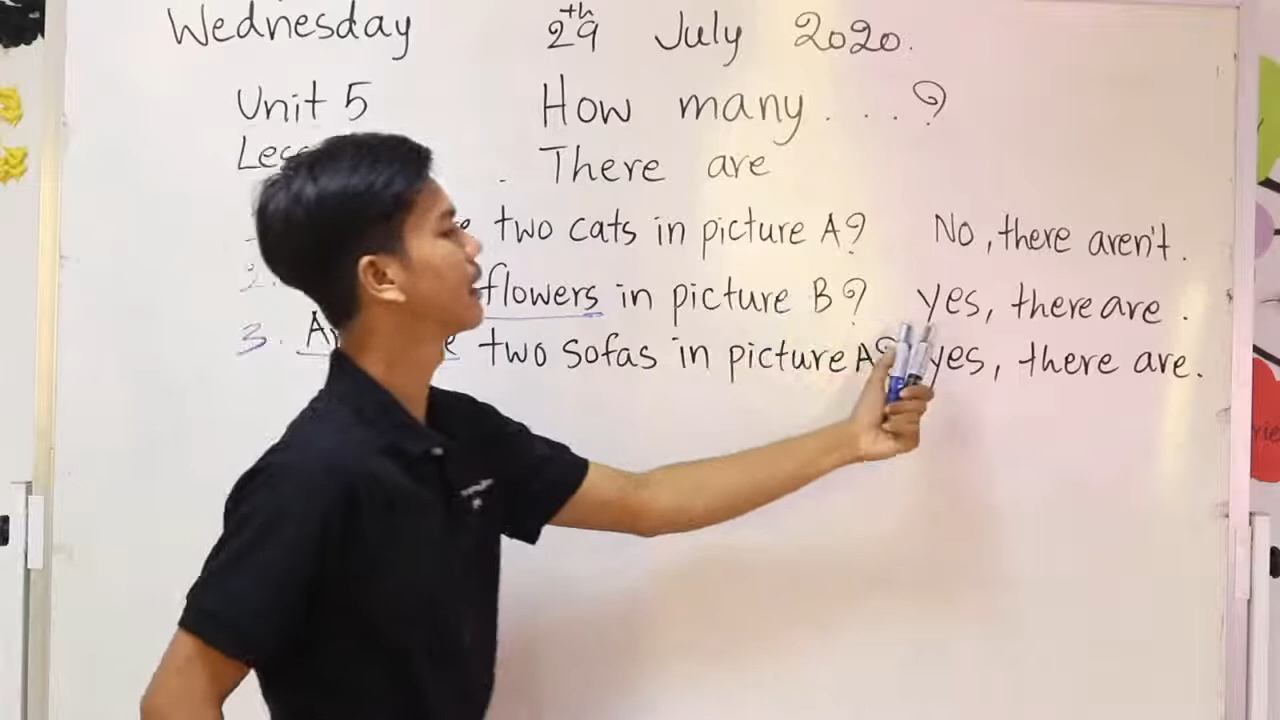 Wednesday 29th July 2020.
Unit 5 How many ...?
There are
two cats in picture A? No, there aren't.
2. flowers in picture B? yes, there are.
3. two sofas in picture A? yes, there are.